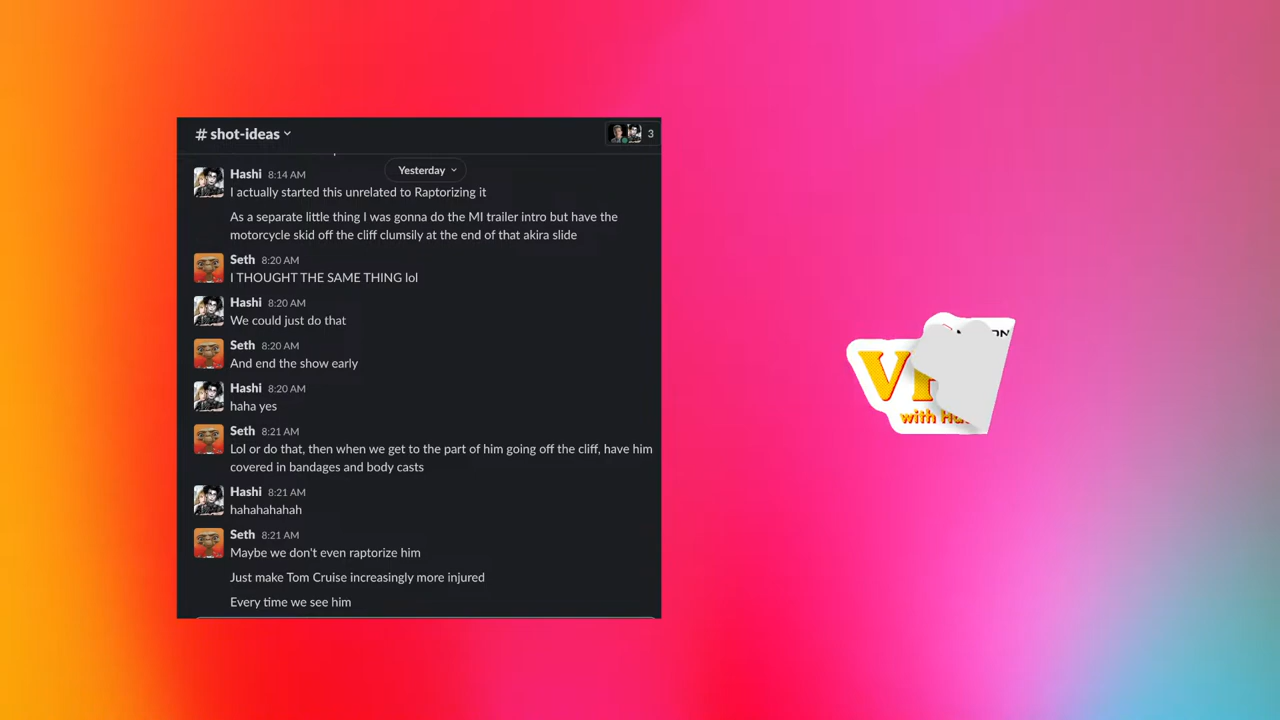 # shot-ideas
3
Yesterday
Hashi 8:14 AM
I actually started this unrelated to Raptorizing it
As a separate little thing I was gonna do the MI trailer intro but have the
motorcycle skid off the cliff clumsily at the end of that akira slide
Seth 8:20 AM
I THOUGHT THE SAME THING lol
Hashi 8:20 AM
We could just do that
Seth 8:20 AM
And end the show early
Hashi 8:20 AM
haha yes
Seth 8:21 AM
Lol or do that, then when we get to the part of him going off the cliff, have him
covered in bandages and body casts
Hashi 8:21 AM
hahahahahah
Seth 8:21 AM
Maybe we don't even raptorize him
Just make Tom Cruise increasingly more injured
Every time we see him
with